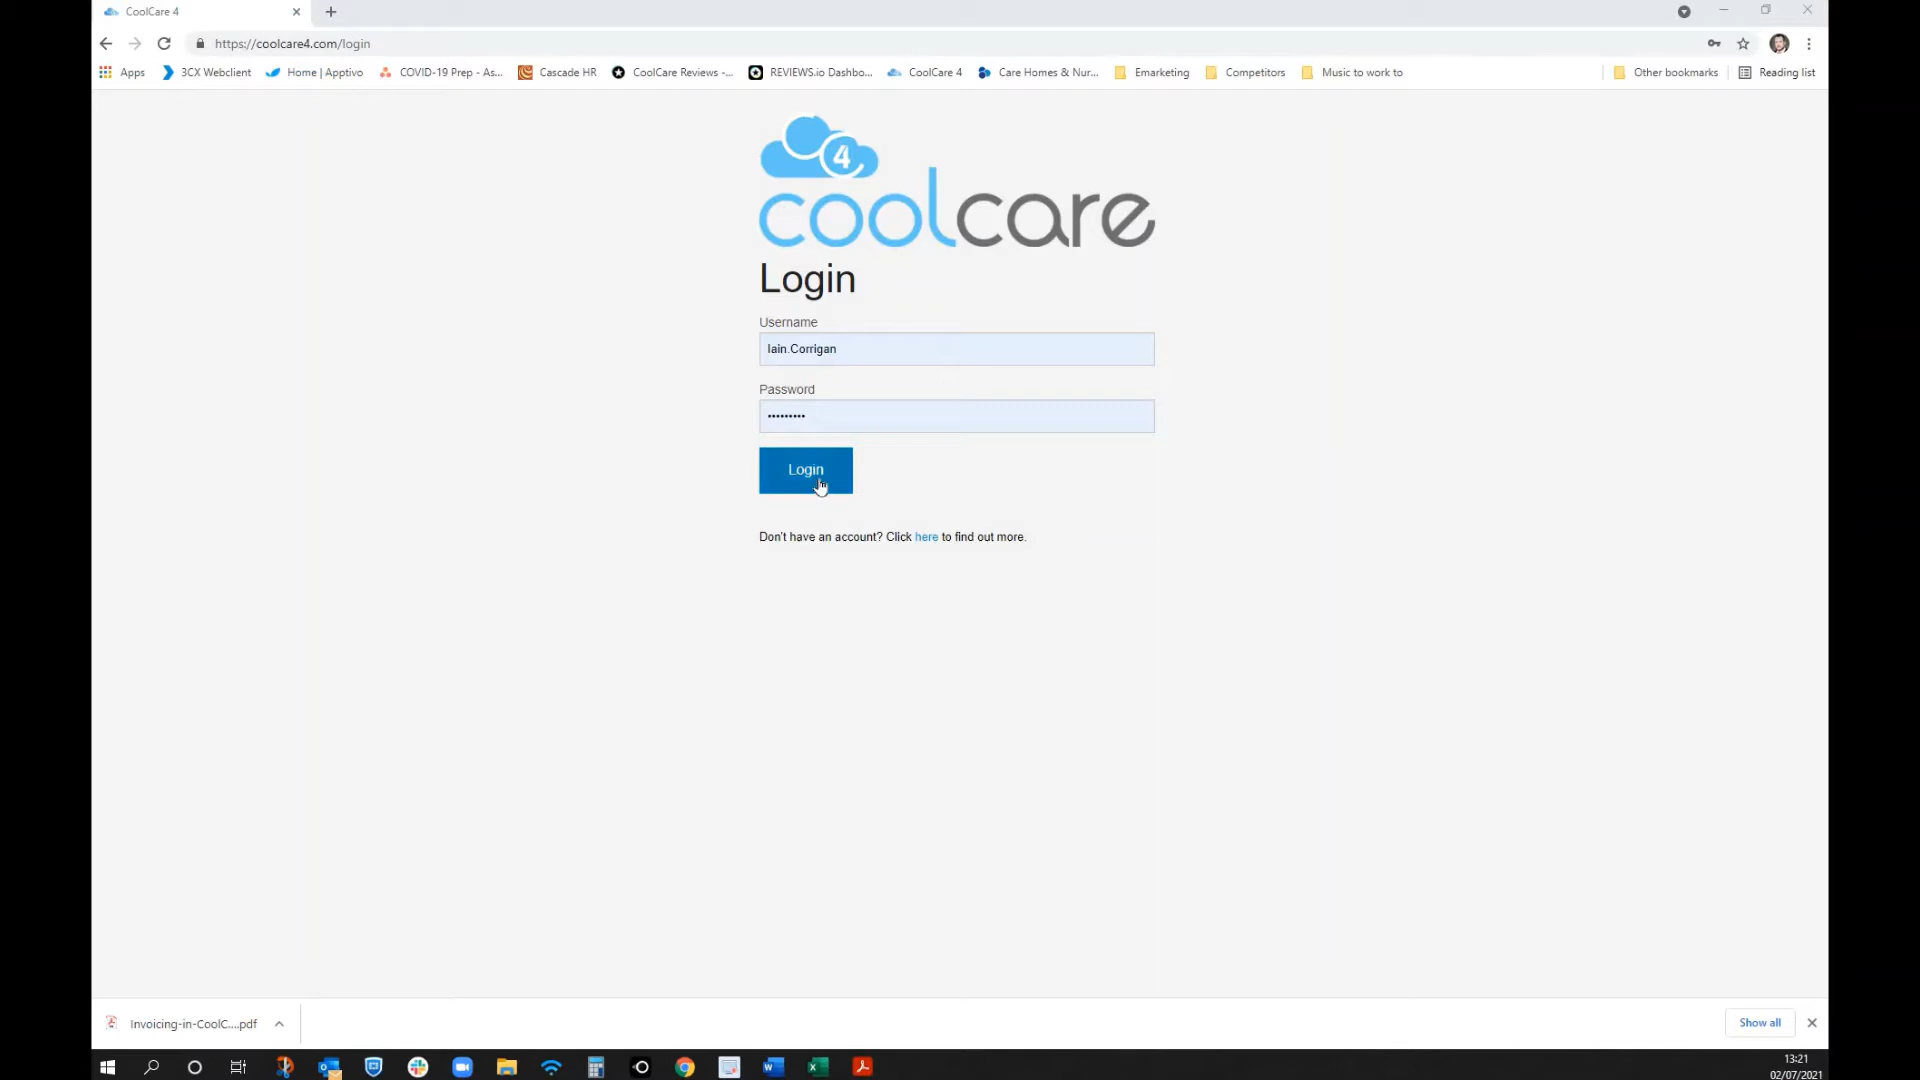 CoolCare 4
https://coolcare4.com/login
Apps 3CX Webclient Home | Apptivo COVID-19 Prep - As... Cascade HR CoolCare Reviews -... REVIEWS.io Dashbo... CoolCare 4 Care Homes & Nur... Emarketing Competitors Music to work to Other bookmarks Reading list
4
coolcare
Login
Username
Iain.Corrigan
Password
Login
Don't have an account? Click here to find out more.
Invoicing-in-CoolC....pdf Show all
13:21
02/07/2021